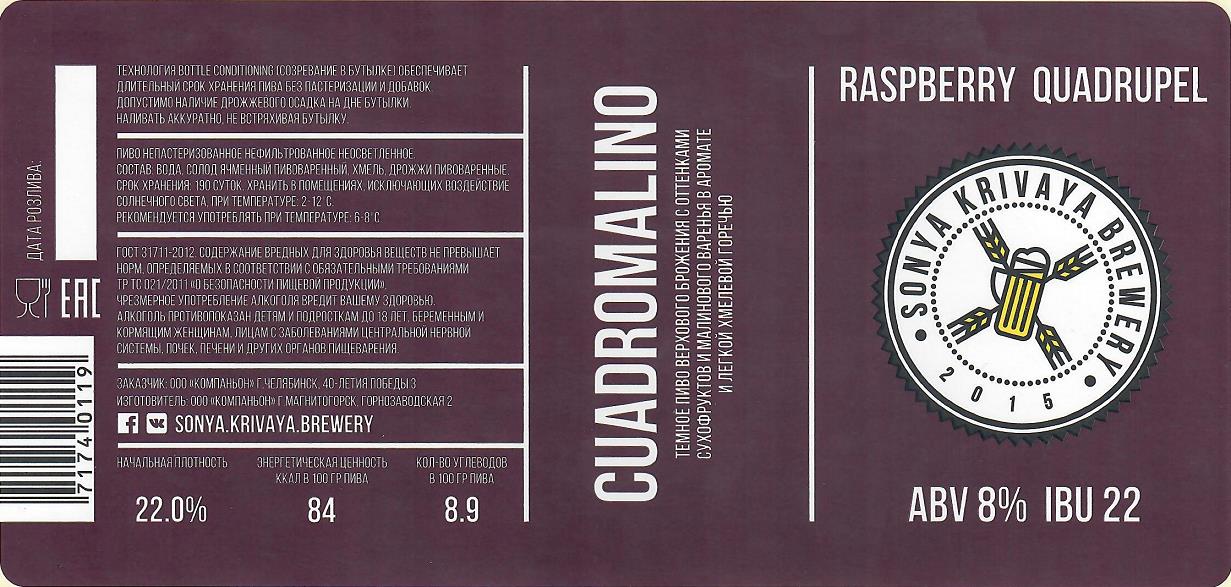 ДАТА РОЗЛИВА:
EAC
71740119
ТЕХНОЛОГИЯ BOTTLE CONDITIONING (СОЗРЕВАНИЕ В БУТЫЛКЕ) ОБЕСПЕЧИВАЕТ
ДЛИТЕЛЬНЫЙ СРОК ХРАНЕНИЯ ПИВА БЕЗ ПАСТЕРИЗАЦИИ И ДОБАВОК.
ДОПУСТИМО НАЛИЧИЕ ДРОЖЖЕВОГО ОСАДКА НА ДНЕ БУТЫЛКИ.
НАЛИВАТЬ АККУРАТНО, НЕ ВСТРЯХИВАЯ БУТЫЛКУ.
ПИВО НЕПАСТЕРИЗОВАННОЕ НЕФИЛЬТРОВАННОЕ НЕОСВЕТЛЕННОЕ.
СОСТАВ: ВОДА, СОЛОД ЯЧМЕННЫЙ ПИВОВАРЕННЫЙ, ХМЕЛЬ, ДРОЖЖИ ПИВОВАРЕННЫЕ.
СРОК ХРАНЕНИЯ: 190 СУТОК. ХРАНИТЬ В ПОМЕЩЕНИЯХ, ИСКЛЮЧАЮЩИХ ВОЗДЕЙСТВИЕ
СОЛНЕЧНОГО СВЕТА, ПРИ ТЕМПЕРАТУРЕ: 2-12°С.
РЕКОМЕНДУЕТСЯ УПОТРЕБЛЯТЬ ПРИ ТЕМПЕРАТУРЕ: 6-8°С.
ГОСТ 31711-2012. СОДЕРЖАНИЕ ВРЕДНЫХ ДЛЯ ЗДОРОВЬЯ ВЕЩЕСТВ НЕ ПРЕВЫШАЕТ
НОРМ, ОПРЕДЕЛЯЕМЫХ В СООТВЕТСТВИИ С ОБЯЗАТЕЛЬНЫМИ ТРЕБОВАНИЯМИ
ТР ТС 021/2011 «О БЕЗОПАСНОСТИ ПИЩЕВОЙ ПРОДУКЦИИ».
ЧРЕЗМЕРНОЕ УПОТРЕБЛЕНИЕ АЛКОГОЛЯ ВРЕДИТ ВАШЕМУ ЗДОРОВЬЮ.
АЛКОГОЛЬ ПРОТИВОПОКАЗАН ДЕТЯМ И ПОДРОСТКАМ ДО 18 ЛЕТ, БЕРЕМЕННЫМ И
КОРМЯЩИМ ЖЕНЩИНАМ, ЛИЦАМ С ЗАБОЛЕВАНИЯМИ ЦЕНТРАЛЬНОЙ НЕРВНОЙ
СИСТЕМЫ, ПОЧЕК, ПЕЧЕНИ И ДРУГИХ ОРГАНОВ ПИЩЕВАРЕНИЯ.
ЗАКАЗЧИК: ООО «КОМПАНЬОН» Г.ЧЕЛЯБИНСК, 40-ЛЕТИЯ ПОБЕДЫ 3
ИЗГОТОВИТЕЛЬ: ООО «КОМПАНЬОН» Г.МАГНИТОГОРСК, ГОРНОЗАВОДСКАЯ 2
SONYA.KRIVAYA.BREWERY
НАЧАЛЬНАЯ ПЛОТНОСТЬ
22.0%
ЭНЕРГЕТИЧЕСКАЯ ЦЕННОСТЬ
ККАЛ В 100 ГР ПИВА
84
КОЛ-ВО УГЛЕВОДОВ
В 100 ГР ПИВА
8.9
CUADROMALINO
ТЕМНОЕ ПИВО ВЕРХОВОГО БРОЖЕНИЯ С ОТТЕНКАМИ
СУХОФРУКТОВ И МАЛИНОВОГО ВАРЕНЬЯ В АРОМАТЕ
И ЛЕГКОЙ ХМЕЛЕВОЙ ГОРЕЧЬЮ
RASPBERRY QUADRUPEL
SONYA KRIVAYA BREWERY
2015
ABV 8% IBU 22